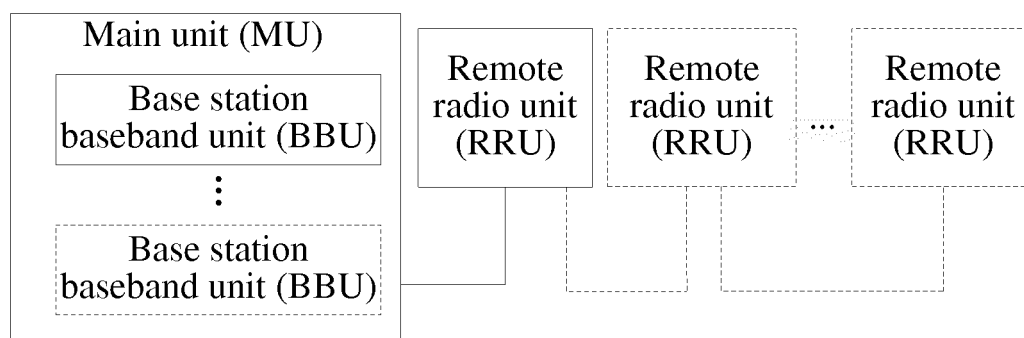 Main unit (MU)
Base station
baseband unit (BBU)
⋮
Base station
baseband unit (BBU)
Remote
radio unit
(RRU)
Remote
radio unit
(RRU)
...
Remote
radio unit
(RRU)